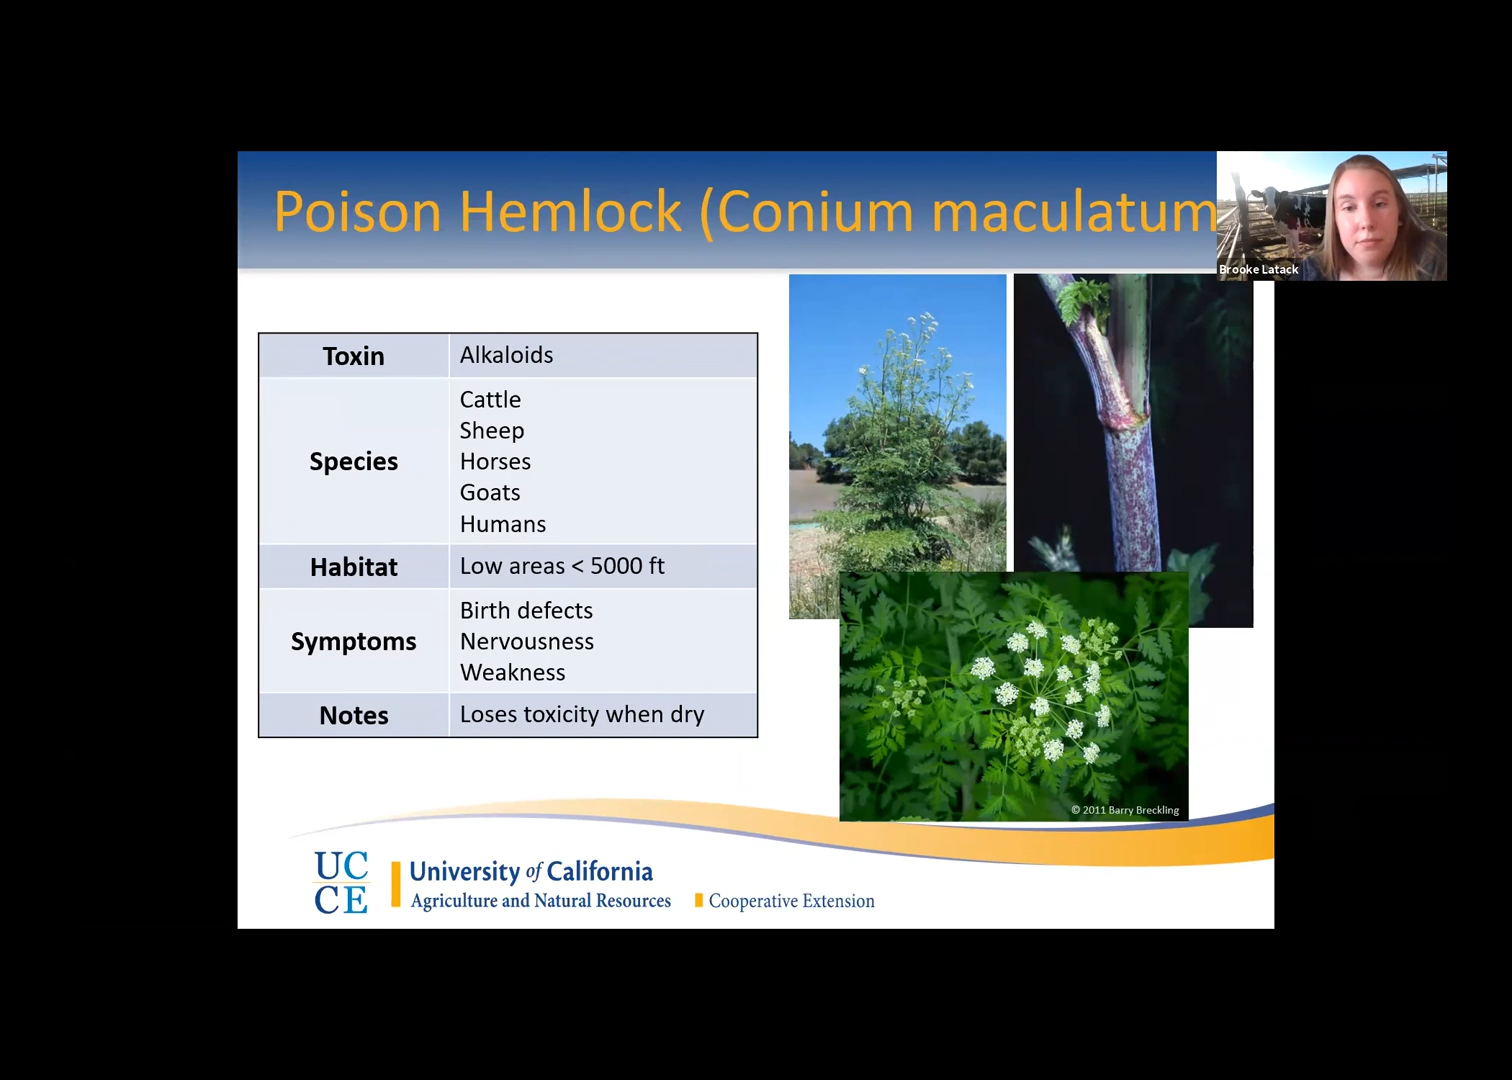 Poison Hemlock (Conium maculatum
Brooke Latack
Toxin Alkaloids
Species
Cattle
Sheep
Horses
Goats
Humans
Habitat Low areas < 5000 ft
Symptoms
Birth defects
Nervousness
Weakness
Notes Loses toxicity when dry
© 2011 Barry Breckling
UC
CE
University of California
Agriculture and Natural Resources
Cooperative Extension